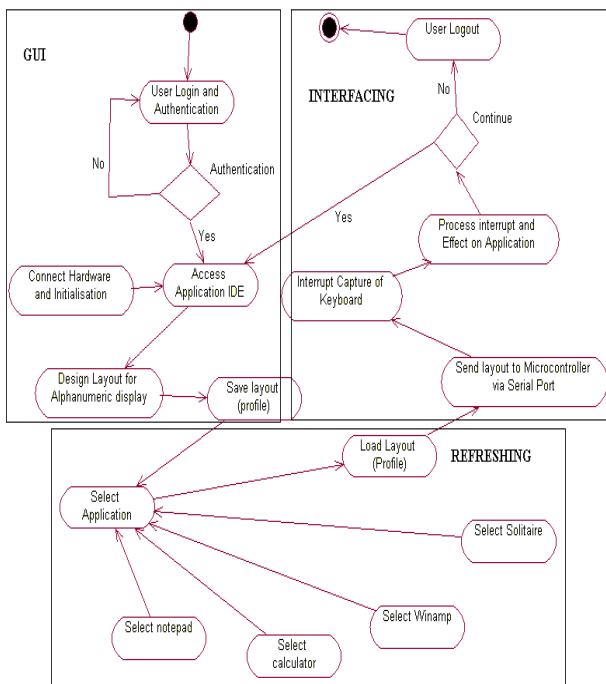 GUI
User Login and
Authentication
No
Authentication
Yes
Connect Hardware
and Initialisation
Access
Application IDE
Design Layout for
Alphanumeric display
Save layout
(profile)
User Logout
INTERFACING
No
Continue
Yes
Process interrupt and
Effect on Application
Interrupt Capture of
Keyboard
Send layout to Microcontroller
via Serial Port
Load Layout
(Profile)
REFRESHING
Select
Application
Select Solitaire
Select Winamp
Select notepad
Select
calculator